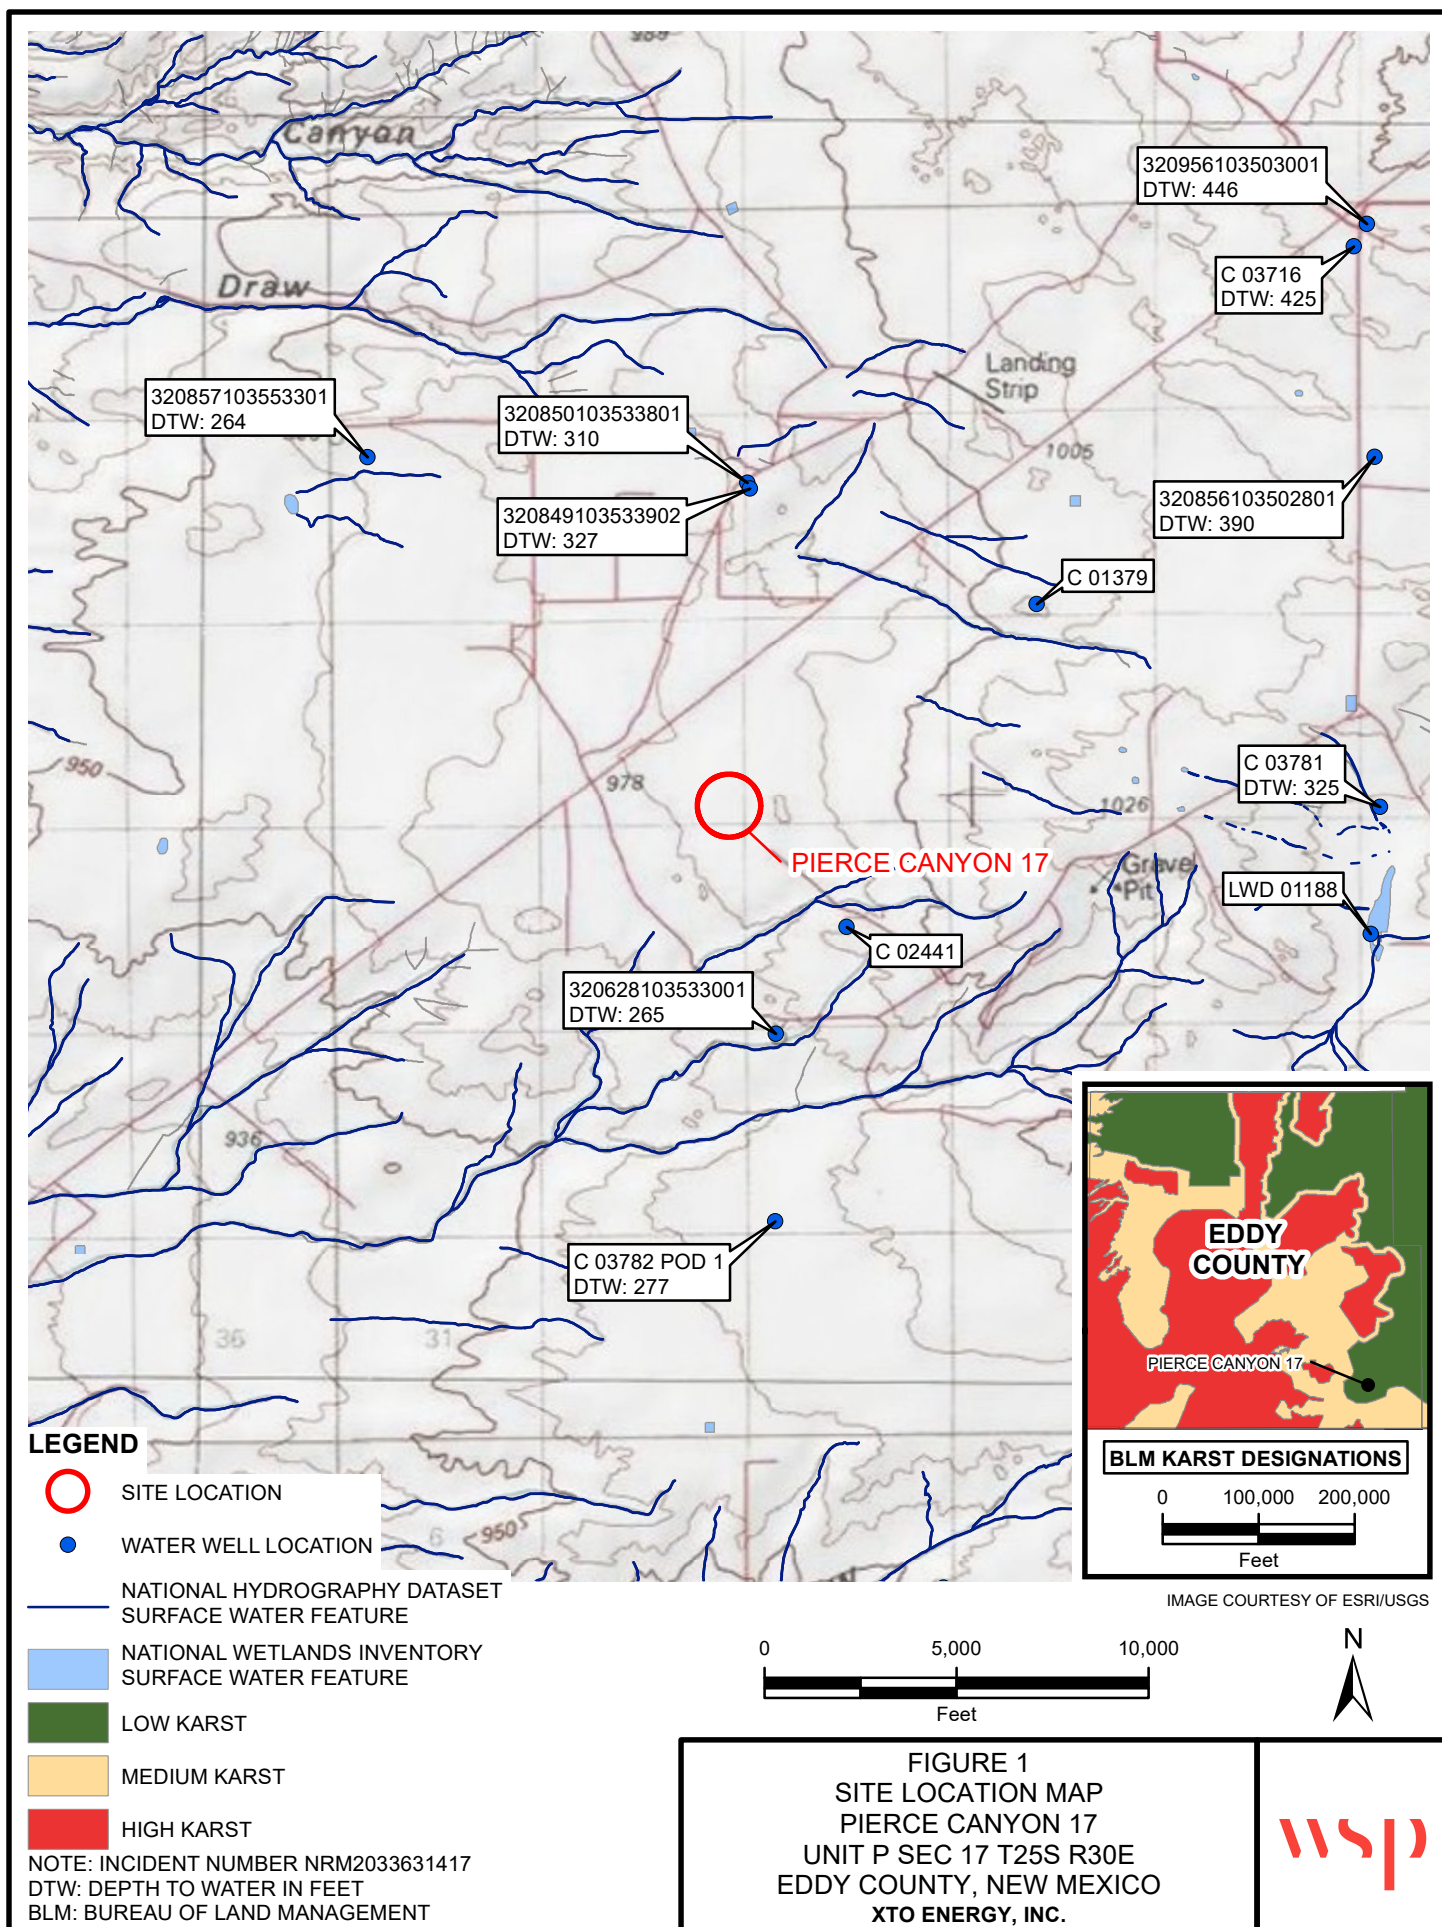 989
Canyon
320956103503001
DTW: 446
C 03716
DTW: 425
Draw
Landing
Strip
320857103553301
DTW: 264
320850103533801
DTW: 310
1005
320849103533902
DTW: 327
320856103502801
DTW: 390
C 01379
950
978
C 03781
DTW: 325
1026
PIERCE CANYON 17
Gravel
Pit
LWD 01188
C 02441
320628103533001
DTW: 265
936
C 03782 POD 1
DTW: 277
36
31
6
950
EDDY
COUNTY
PIERCE CANYON 17
BLM KARST DESIGNATIONS
0 100,000 200,000
Feet
IMAGE COURTESY OF ESRI/USGS
LEGEND
SITE LOCATION
WATER WELL LOCATION
NATIONAL HYDROGRAPHY DATASET
SURFACE WATER FEATURE
NATIONAL WETLANDS INVENTORY
SURFACE WATER FEATURE
LOW KARST
MEDIUM KARST
HIGH KARST
NOTE: INCIDENT NUMBER NRM2033631417
DTW: DEPTH TO WATER IN FEET
BLM: BUREAU OF LAND MANAGEMENT
0 5,000 10,000
Feet
N
FIGURE 1
SITE LOCATION MAP
PIERCE CANYON 17
UNIT P SEC 17 T25S R30E
EDDY COUNTY, NEW MEXICO
XTO ENERGY, INC.
wsp